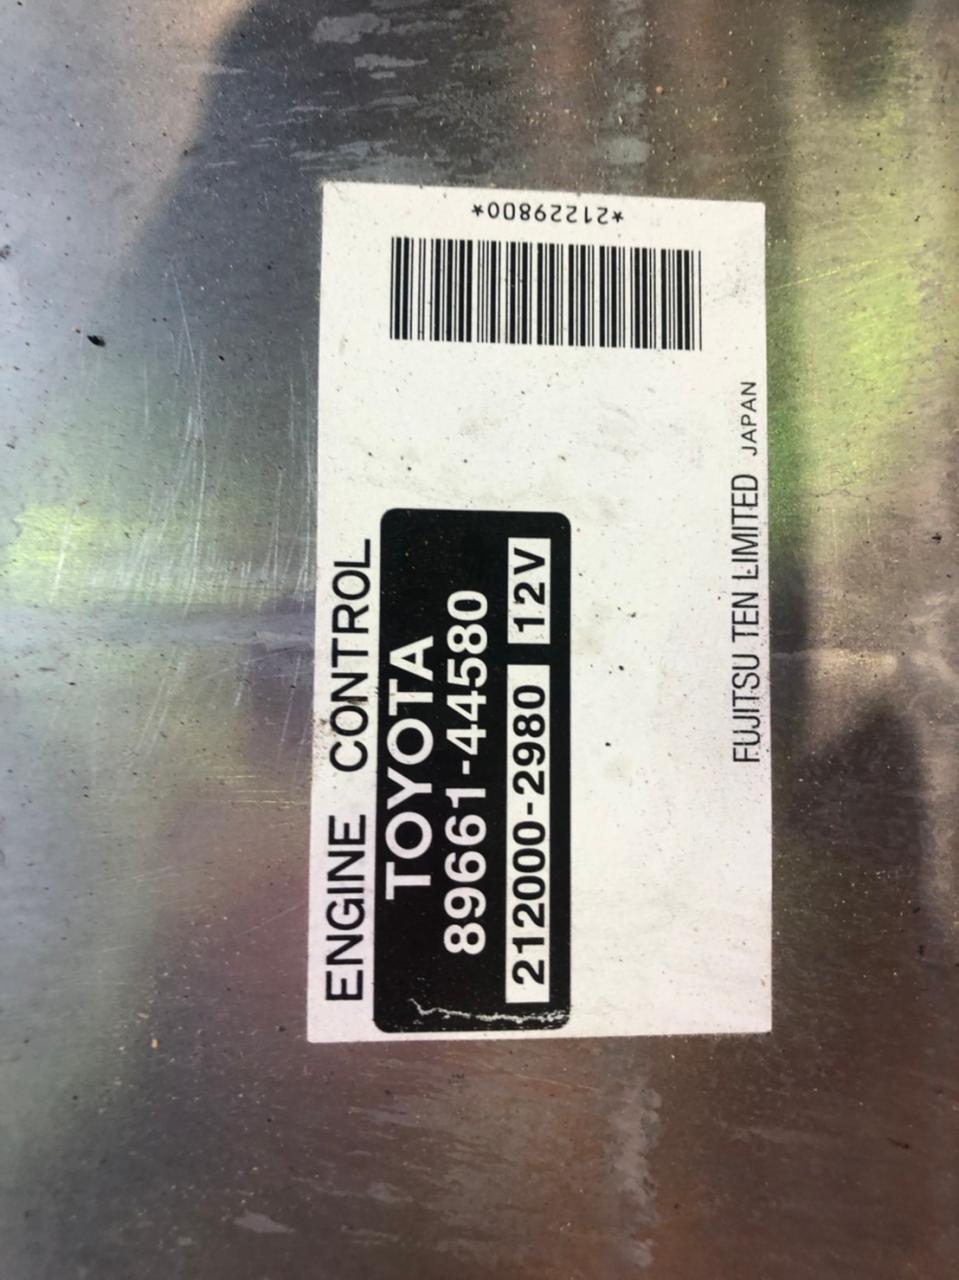 ENGINE CONTROL
TOYOTA
89661-44580
212000-2980 12V
FUJITSU TEN LIMITED JAPAN
*21229800*